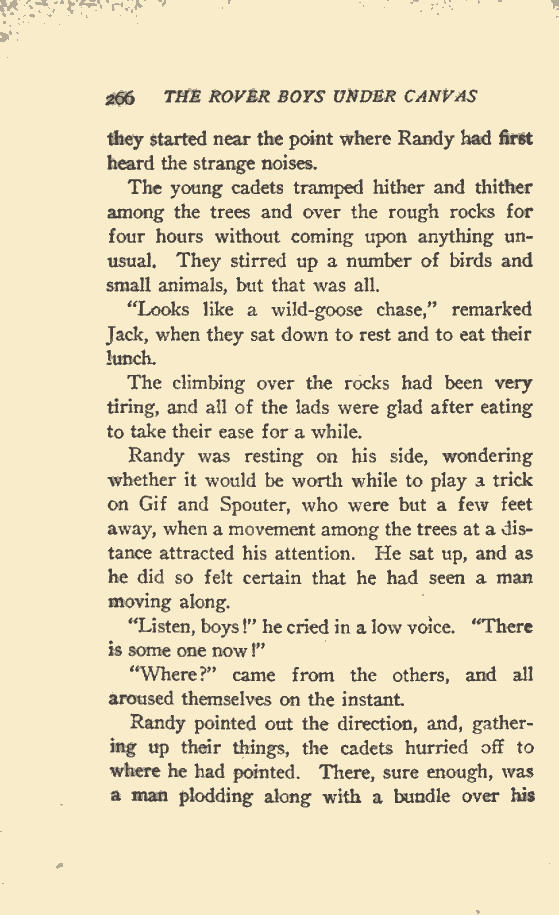 266 THE ROVER BOYS UNDER CANVAS
they started near the point where Randy had first
heard the strange noises.
The young cadets tramped hither and thither
among the trees and over the rough rocks for
four hours without coming upon anything un-
usual. They stirred up a number of birds and
small animals, but that was all.
“Looks like a wild-goose chase,” remarked
Jack, when they sat down to rest and to eat their
lunch.
The climbing over the rocks had been very
tiring, and all of the lads were glad after eating
to take their ease for a while.
Randy was resting on his side, wondering
whether it would be worth while to play a trick
on Gif and Spouter, who were but a few feet
away, when a movement among the trees at a dis-
tance attracted his attention. He sat up, and as
he did so felt certain that he had seen a man
moving along.
“Listen, boys!” he cried in a low voice. “There
is some one now!”
“Where?” came from the others, and all
aroused themselves on the instant.
Randy pointed out the direction, and, gather-
ing up their things, the cadets hurried off to
where he had pointed. There, sure enough, was
a man plodding along with a bundle over his